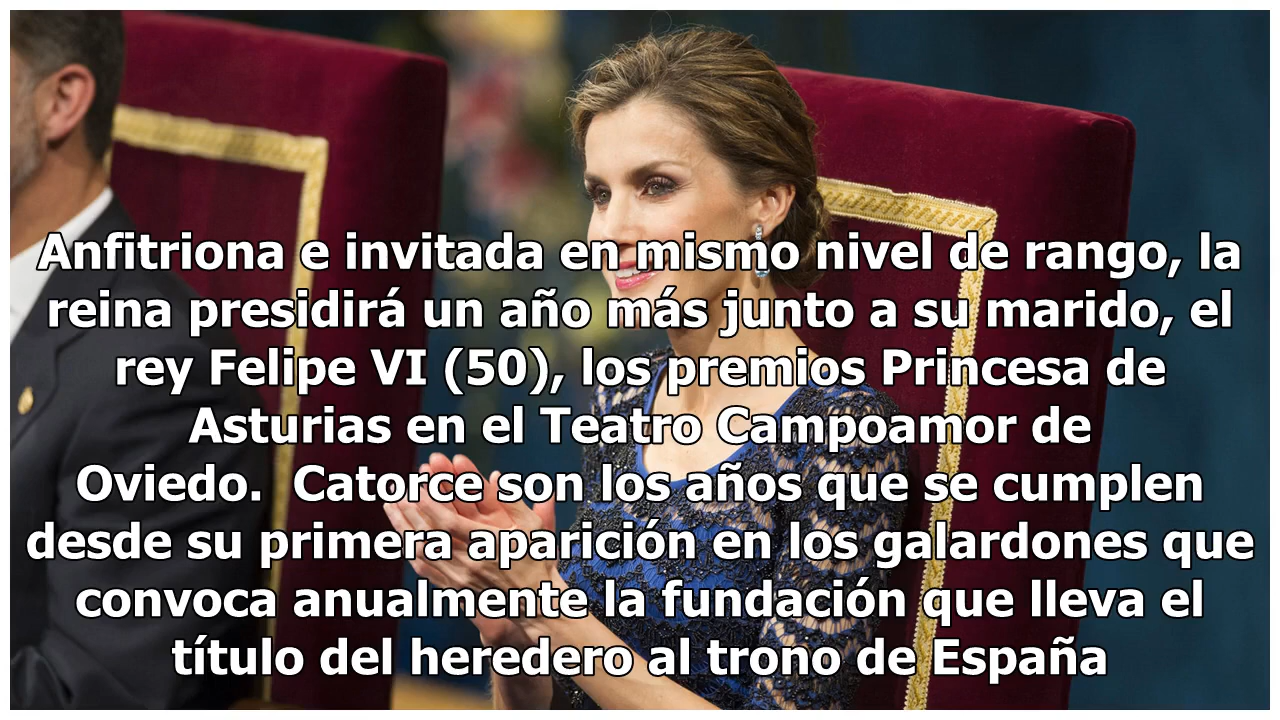 Anfitriona e invitada en mismo nivel de rango, la
reina presidirá un año más junto a su marido, el
rey Felipe VI (50), los premios Princesa de
Asturias en el Teatro Campoamor de
Oviedo.  Catorce son los años que se cumplen
desde su primera aparición en los galardones que
convoca anualmente la fundación que lleva el
título del heredero al trono de España